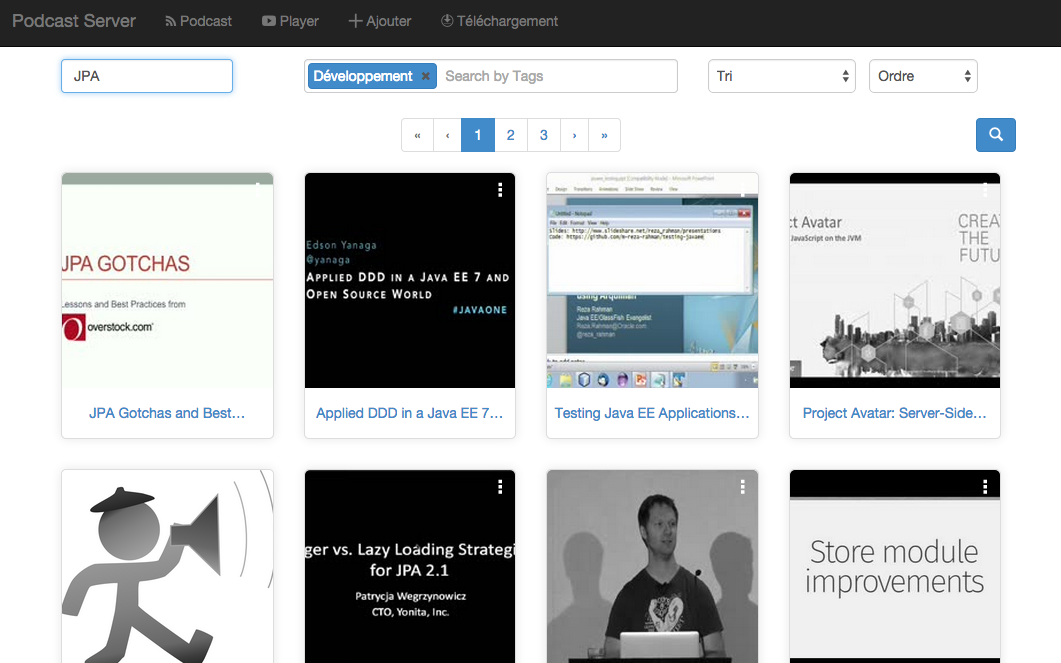 Podcast Server Podcast Player Ajouter Téléchargement
JPA Développement × Search by Tags Tri Ordre
« ‹ 1 2 3 › »
JPA GOTCHAS
Lessons and Best Practices from
overstock.com
Edson Yanaga
@yanaga
APPLIED DDD IN A JAVA EE 7 AND
OPEN SOURCE WORLD
#JAVAONE
Untitled - Notepad
File Edit Format View Help
Slides: http://www.slideshare.net/reza_rahman/presentations
Code: https://github.com/m-reza-rahman/testing-javaee
using Arquillian
Reza Rahman
Java EE/GlassFish Evangelist
Reza.Rahman@Oracle.com
@reza_rahman
ct Avatar
JavaScript on the JVM
CREA
THE
FUTU
JPA Gotchas and Best…
Applied DDD in a Java EE 7…
Testing Java EE Applications…
Project Avatar: Server-Side…
ger vs. Lazy Loading Strategi
for JPA 2.1
Patrycja Wegrzynowicz
CTO, Yonita, Inc.
Store module
improvements